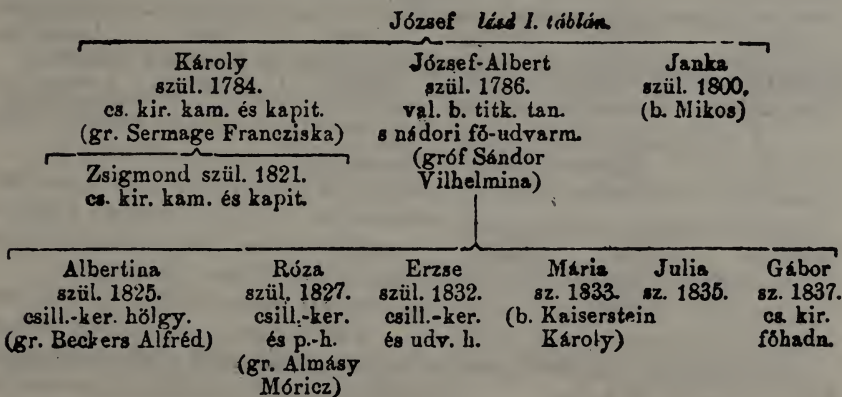 József lásd I. táblán.
Károly
szül. 1784.
cs. kir. kam. és kapit.
(gr. Sermage Francziska)
Zsigmond szül. 1821.
cs. kir. kam. és kapit.
József-Albert
szül. 1786.
val. b. titk. tan.
s nádori fő-udvarm.
(gróf Sándor
Vilhelmina)
Janka
szül. 1800.
(b. Mikos)
Albertina
szül. 1825.
csill.-ker. hölgy.
(gr. Beckers Alfréd)
Róza
szül. 1827.
csill.-ker.
és p.-h.
(gr. Almásy
Móricz)
Erzse
szül. 1832.
csill.-ker.
és udv. h.
Mária
sz. 1833.
(b. Kaiserstein
Károly)
Julia
sz. 1835.
Gábor
sz. 1837.
cs. kir.
főhadn.